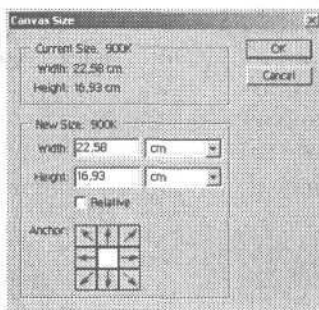 Canvas Size
Current Size: 900K
Width: 22,58 cm
Height: 16,93 cm
OK
Cancel
New Size: 900K
Width: 22,58 cm
Height: 16,93 cm
Relative
Anchor: